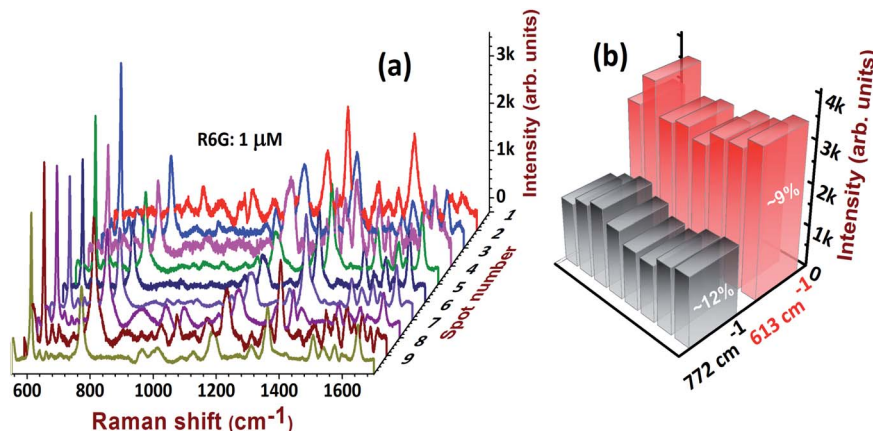 (a)
R6G: 1 µM
3k
2k
1k
0
Intensity (arb. units)
1
2
3
4
5
6
7
8
9
Spot number
600 800 1000 1200 1400 1600
Raman shift (cm-1)
(b)
4k
3k
2k
1k
0
Intensity (arb. units)
~9%
~12%
772 cm-1
613 cm-1